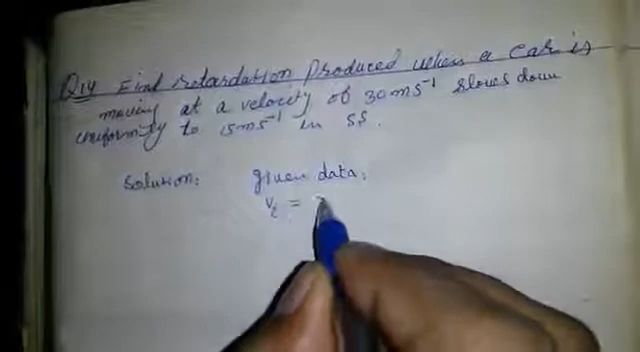 Q14 Find retardation Produced when a Car is
moving at a velocity of 30ms⁻¹ slows down
uniformity to 15ms⁻¹ in 5S.
Solution: given data:
Vi =